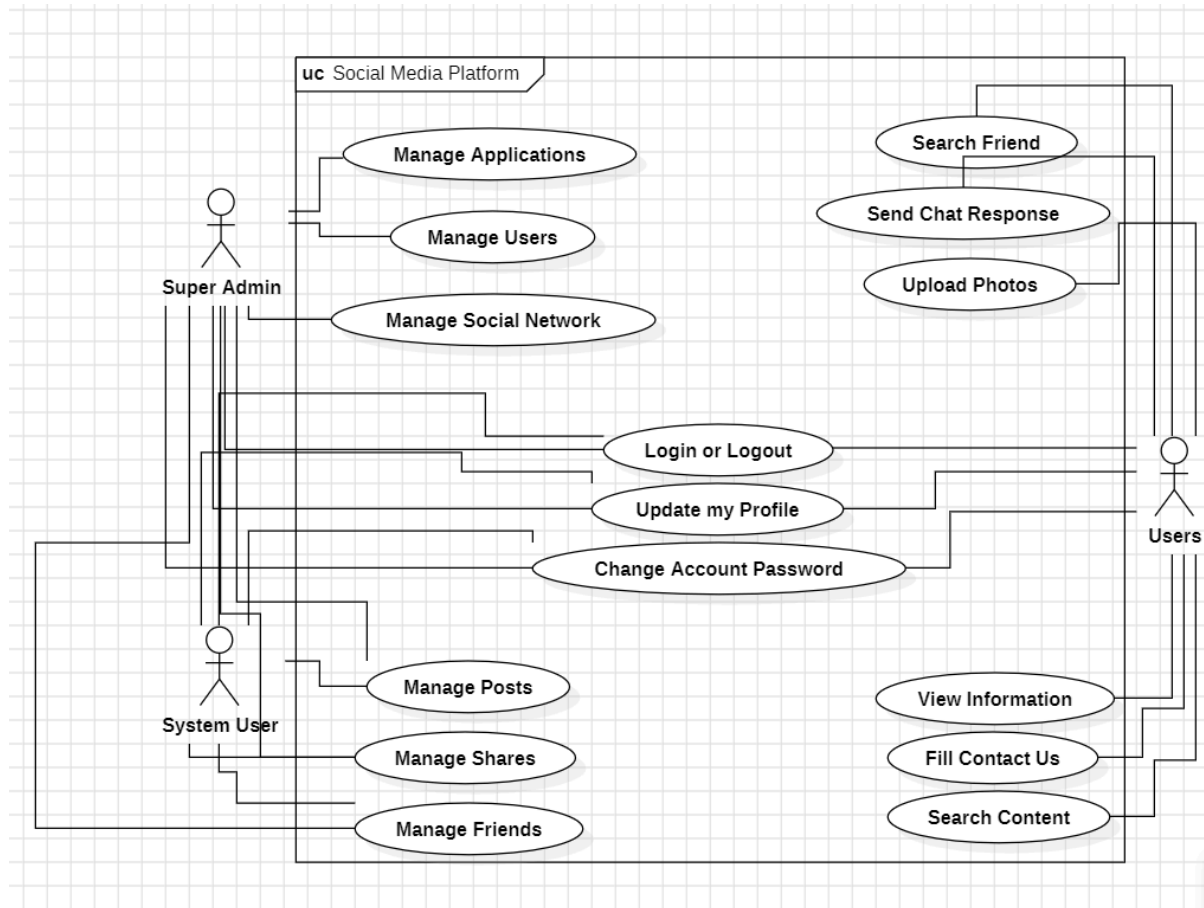 uc Social Media Platform
Manage Applications
Search Friend
Send Chat Response
Manage Users
Upload Photos
Super Admin
Manage Social Network
Login or Logout
Update my Profile
Users
Change Account Password
Manage Posts
View Information
System User
Manage Shares
Fill Contact Us
Search Content
Manage Friends